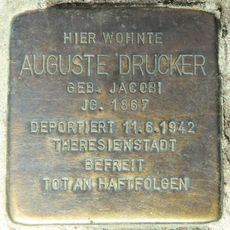 HIER WOHNTE
AUGUSTE DRUCKER
GEB. JACOBI
JG. 1867
DEPORTIERT 11.6.1942
THERESIENSTADT
BEFREIT
TOT AN HAFTFOLGEN